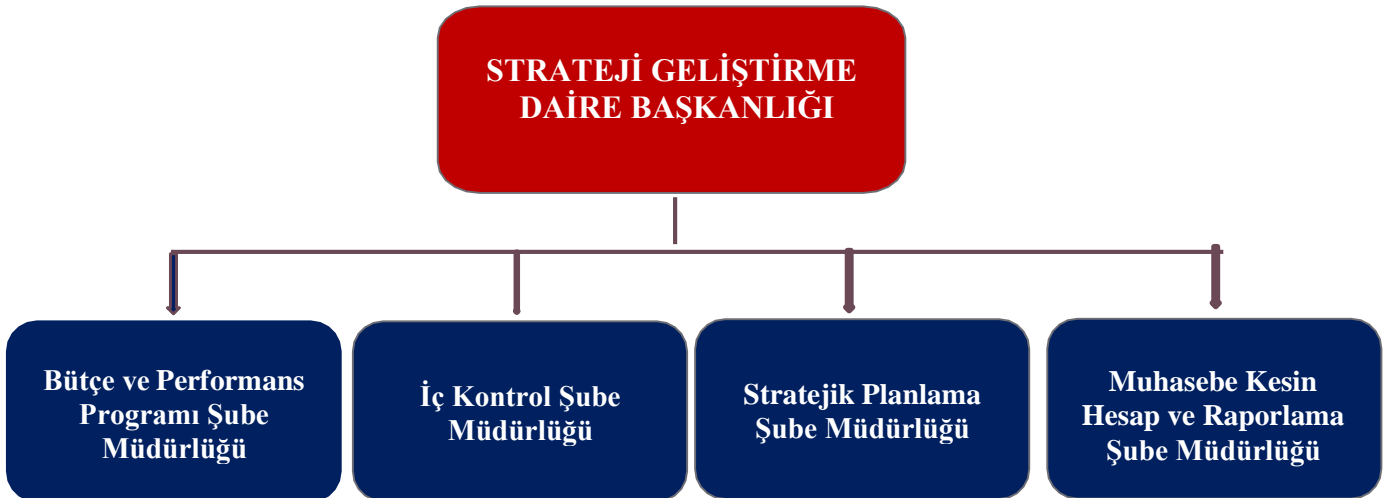 STRATEJİ GELİŞTİRME
DAİRE BAŞKANLIĞI
Bütçe ve Performans
Programı Şube
Müdürlüğü
İç Kontrol Şube
Müdürlüğü
Stratejik Planlama
Şube Müdürlüğü
Muhasebe Kesin
Hesap ve Raporlama
Şube Müdürlüğü